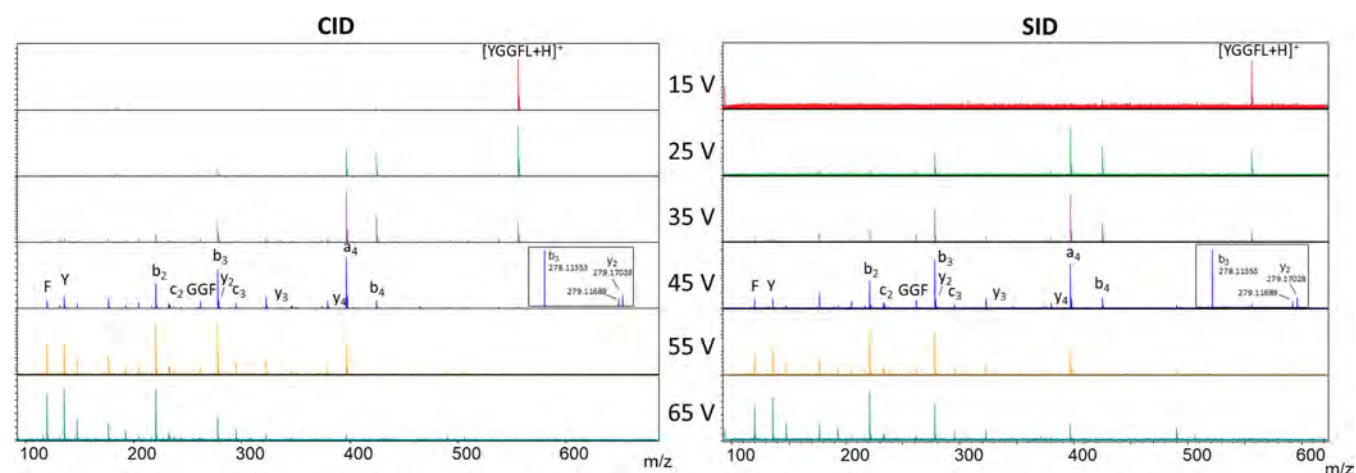 CID
SID
[YGGFL+H]⁺
[YGGFL+H]⁺
15 V
25 V
35 V
45 V
55 V
65 V
F
Y
b₂
c₂
GGF
b₃
y₂
c₃
y₃
y₄
a₄
b₄
b₃
278.11353
y₂
279.17033
279.11689
F
Y
b₂
c₂
GGF
b₃
y₂
c₃
y₃
y₄
a₄
b₄
b₃
278.11353
y₂
279.17028
279.11689
100 200 300 400 500 600 m/z
100 200 300 400 500 600 m/z